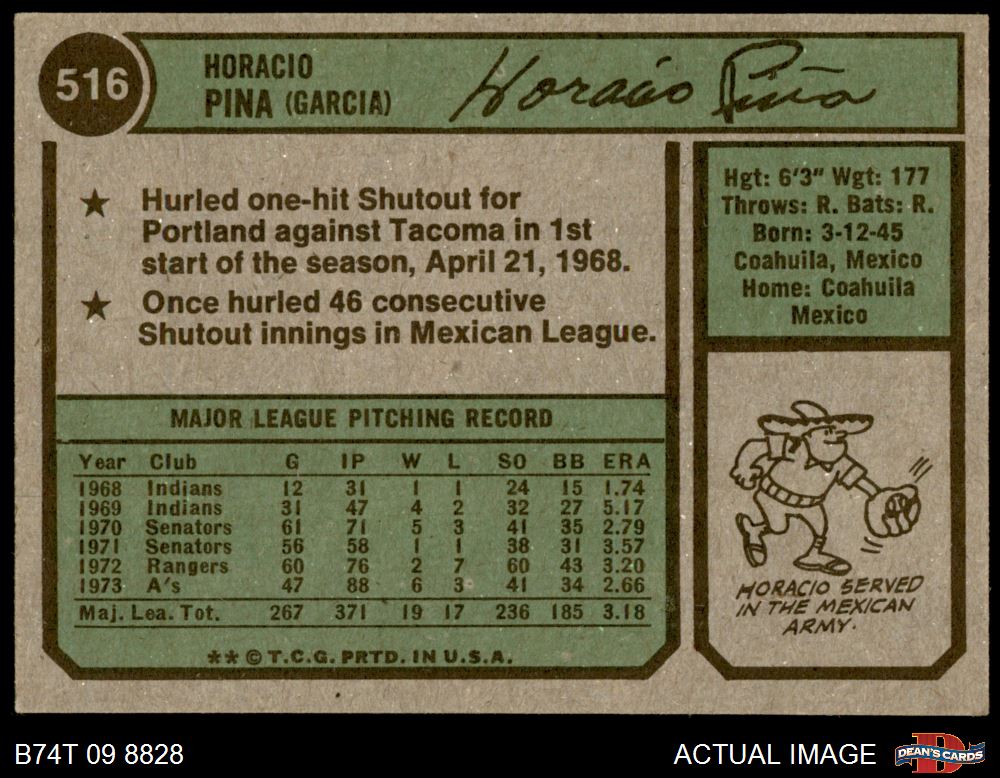 516
HORACIO
PINA (GARCIA)
Horacio Piña
★ Hurled one-hit Shutout for
Portland against Tacoma in 1st
start of the season, April 21, 1968.
★ Once hurled 46 consecutive
Shutout innings in Mexican League.
Hgt: 6'3" Wgt: 177
Throws: R. Bats: R.
Born: 3-12-45
Coahuila, Mexico
Home: Coahuila
Mexico
MAJOR LEAGUE PITCHING RECORD
Year Club G IP W L SO BB ERA
1968 Indians 12 31 1 1 24 15 1.74
1969 Indians 31 47 4 2 32 27 5.17
1970 Senators 61 71 5 3 41 35 2.79
1971 Senators 56 58 1 1 38 31 3.57
1972 Rangers 60 76 2 7 60 43 3.20
1973 A's 47 88 6 3 41 34 2.66
Maj. Lea. Tot. 267 371 19 17 236 185 3.18
** © T.C.G. PRTD. IN U.S.A.
HORACIO SERVED
IN THE MEXICAN
ARMY.
B74T 09 8828
ACTUAL IMAGE
DEAN'S CARDS